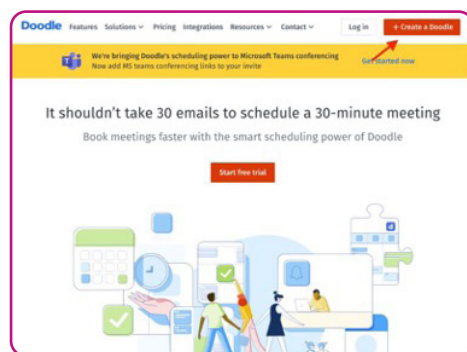 Doodle Features Solutions Pricing Integrations Resources Contact Log in + Create a Doodle
We're bringing Doodle's scheduling power to Microsoft Teams conferencing
Now add MS teams conferencing links to your invite
Get started now
It shouldn't take 30 emails to schedule a 30-minute meeting
Book meetings faster with the smart scheduling power of Doodle
Start free trial